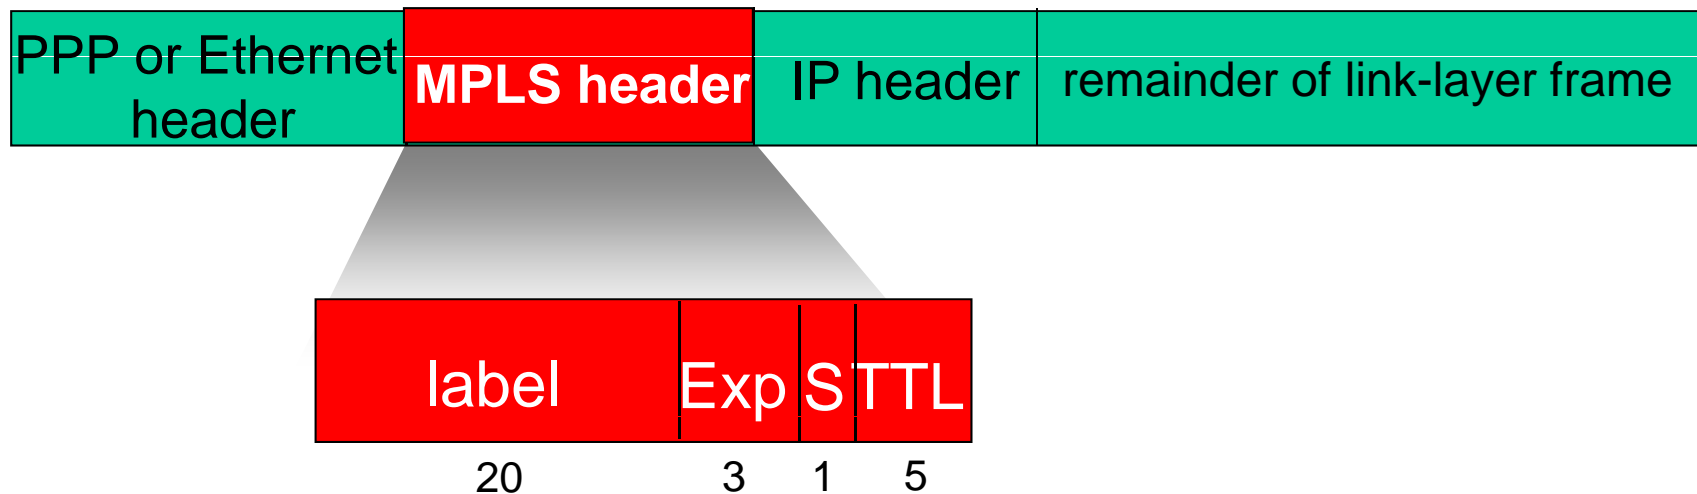 PPP or Ethernet
header
MPLS header
IP header
remainder of link-layer frame
label
Exp
S
TTL
20
3
1
5